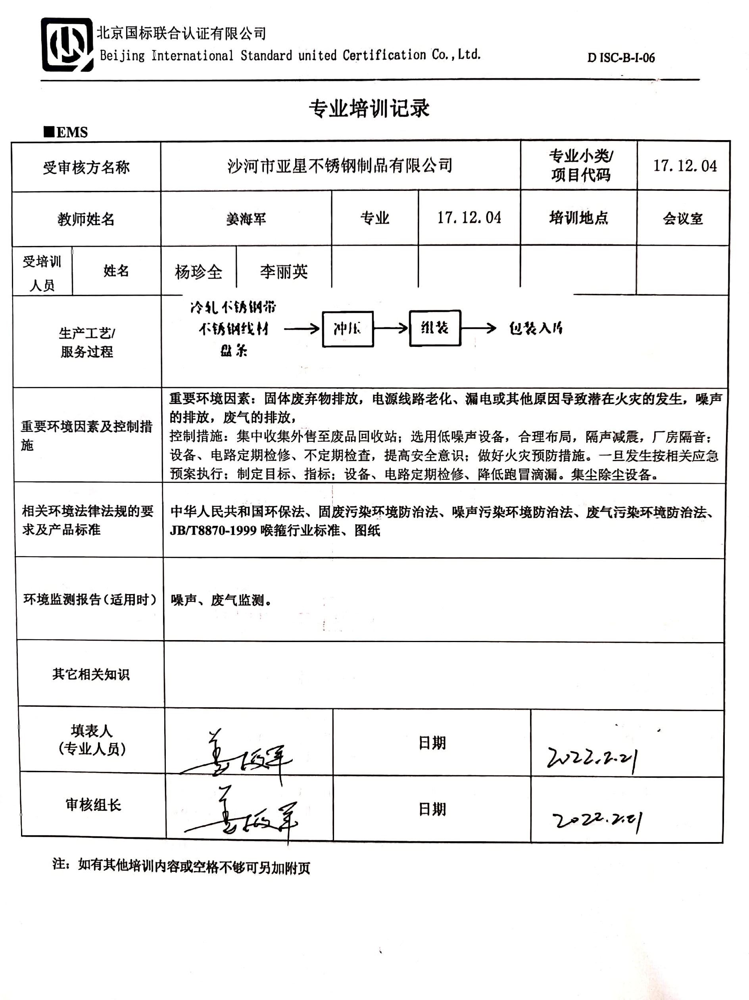 北京国标联合认证有限公司
Beijing International Standard united Certification Co.,Ltd.
D ISC-B-I-06
专业培训记录
■EMS
受审核方名称
沙河市亚星不锈钢制品有限公司
专业小类/
项目代码
17.12.04
教师姓名
姜海军
专业
17.12.04
培训地点
会议室
受培训
人员
姓名
杨珍全
李丽英
生产工艺/
服务过程
冷轧不锈钢带
不锈钢线材
盘条
冲压
组装
包装入库
重要环境因素及控制措
施
重要环境因素：固体废弃物排放，电源线路老化、漏电或其他原因导致潜在火灾的发生，噪声
的排放，废气的排放，
控制措施：集中收集外售至废品回收站；选用低噪声设备，合理布局，隔声减震，厂房隔音；
设备、电路定期检修、不定期检查，提高安全意识；做好火灾预防措施。一旦发生按相关应急
预案执行；制定目标、指标；设备、电路定期检修、降低跑冒滴漏。集尘除尘设备。
相关环境法律法规的要
求及产品标准
中华人民共和国环保法、固废污染环境防治法、噪声污染环境防治法、废气污染环境防治法、
JB/T8870-1999 喉箍行业标准、图纸
环境监测报告（适用时）
噪声、废气监测。
其它相关知识
填表人
（专业人员）
姜海军
日期
2022.2.21
审核组长
姜海军
日期
2022.2.21
注：如有其他培训内容或空格不够可另加附页